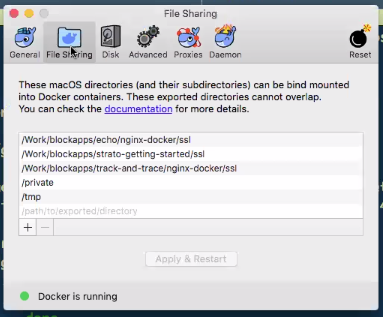 File Sharing
General File Sharing Disk Advanced Proxies Daemon Reset
These macOS directories (and their subdirectories) can be bind mounted
into Docker containers. These exported directories cannot overlap.
You can check the documentation for more details.
/Work/blockapps/echo/nginx-docker/ssl
/Work/blockapps/strato-getting-started/ssl
/Work/blockapps/track-and-trace/nginx-docker/ssl
/private
/tmp
/path/to/exported/directory
+ −
Apply & Restart
Docker is running